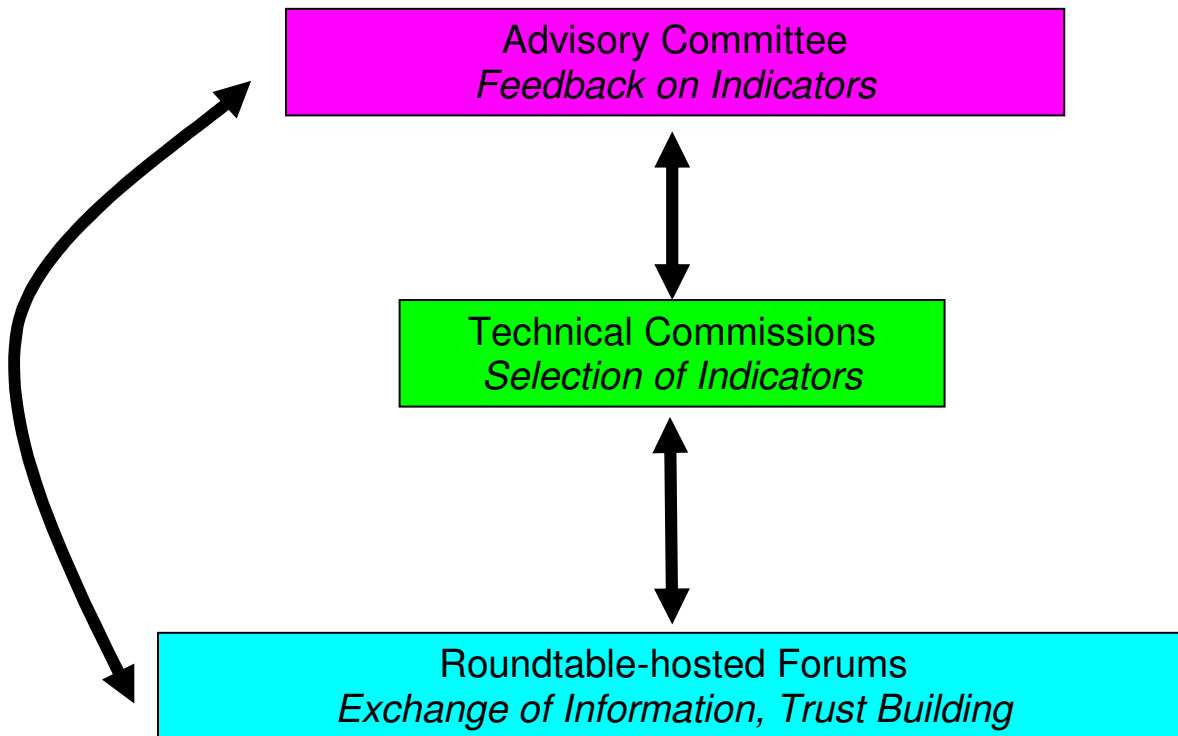 Advisory Committee
Feedback on Indicators
Technical Commissions
Selection of Indicators
Roundtable-hosted Forums
Exchange of Information, Trust Building